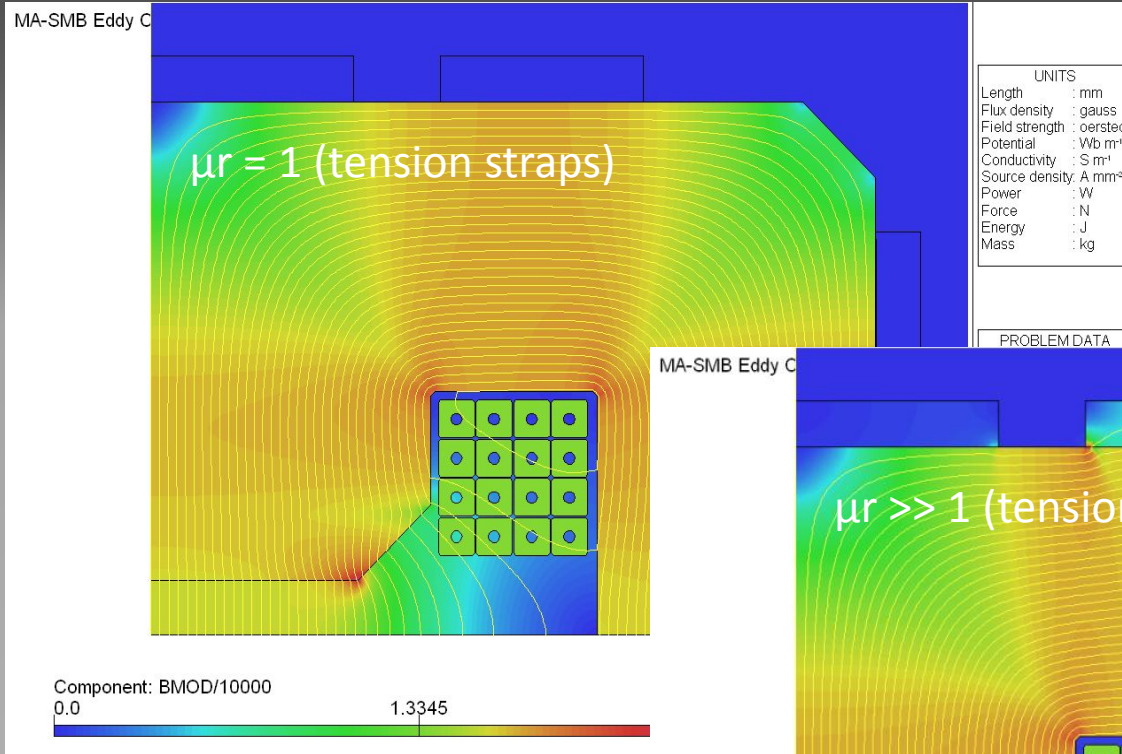 MA-SMB Eddy C
μr = 1 (tension straps)
UNITS
Length : mm
Flux density : gauss
Field strength : oersted
Potential : Wb m⁻¹
Conductivity : S m⁻¹
Source density: A mm⁻²
Power : W
Force : N
Energy : J
Mass : kg
PROBLEM DATA
MA-SMB Eddy C
μr >> 1 (tension
Component: BMOD/10000
0.0 1.3345